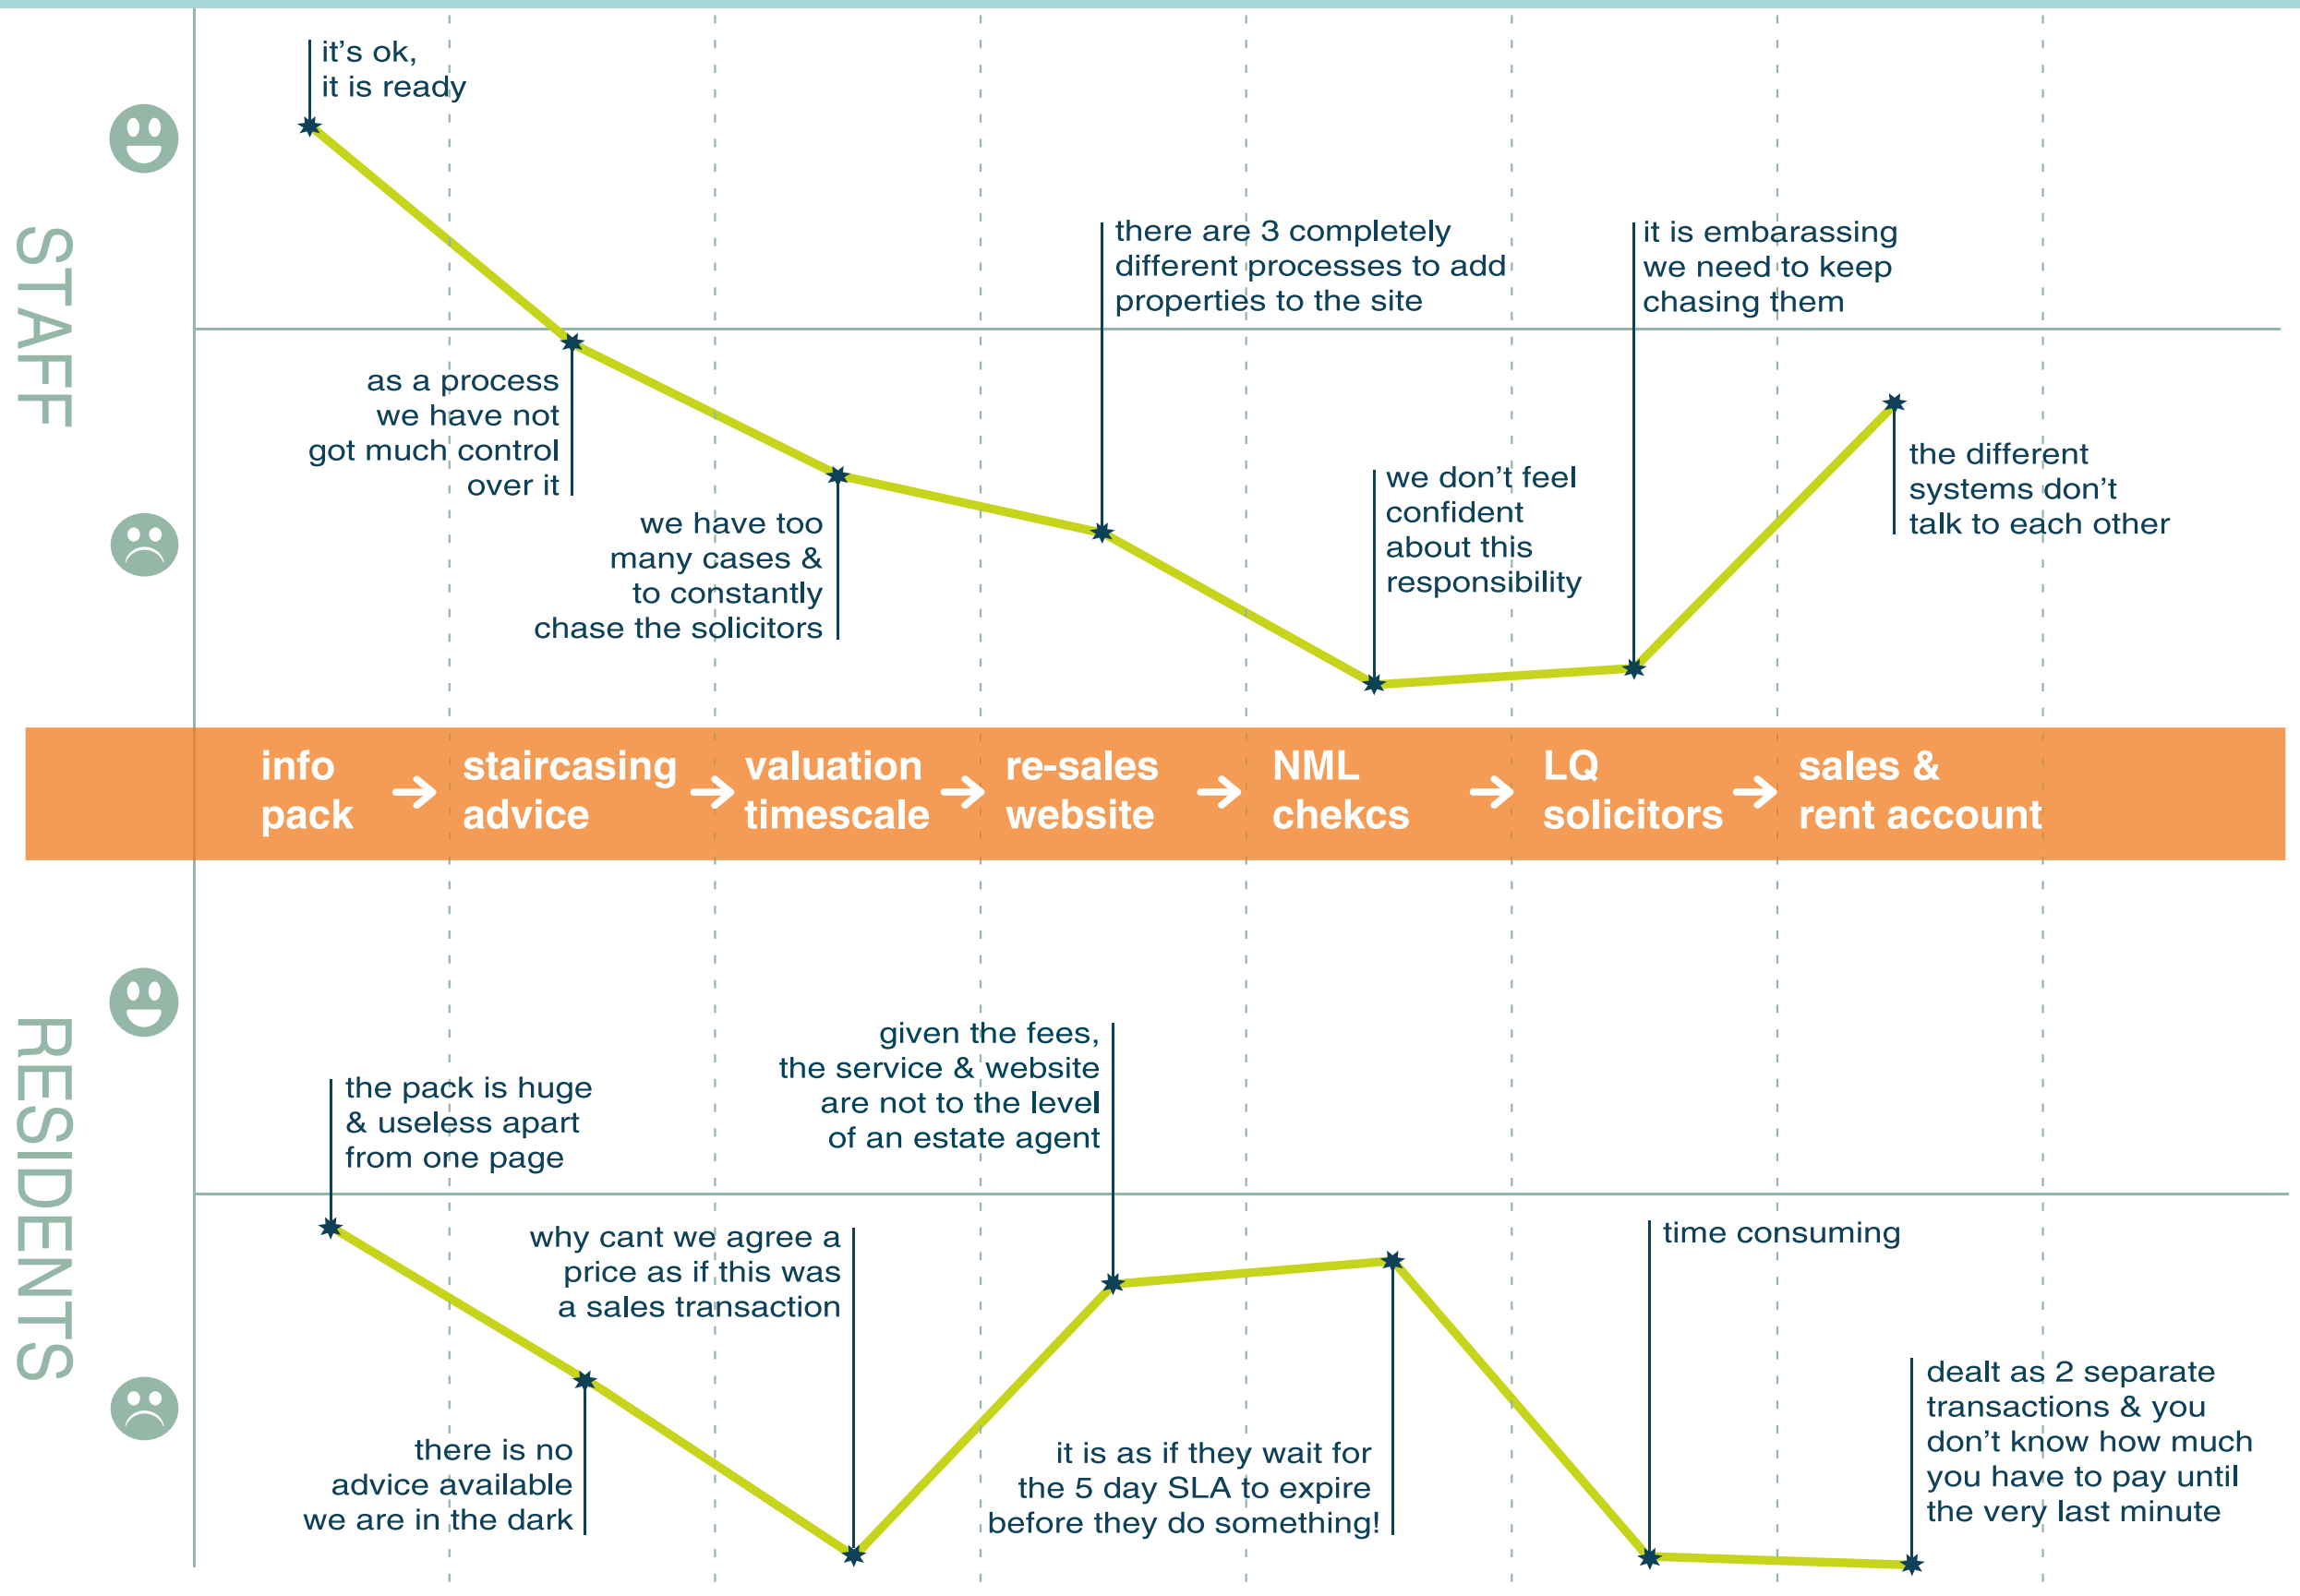 STAFF
it's ok,
it is ready
as a process
we have not
got much control
over it
we have too
many cases &
to constantly
chase the solicitors
there are 3 completely
different processes to add
properties to the site
we don't feel
confident
about this
responsibility
it is embarassing
we need to keep
chasing them
the different
systems don't
talk to each other
info
pack
staircasing
advice
valuation
timescale
re-sales
website
NML
chekcs
LQ
solicitors
sales &
rent account
RESIDENTS
the pack is huge
& useless apart
from one page
there is no
advice available
we are in the dark
why cant we agree a
price as if this was
a sales transaction
given the fees,
the service & website
are not to the level
of an estate agent
it is as if they wait for
the 5 day SLA to expire
before they do something!
time consuming
dealt as 2 separate
transactions & you
don't know how much
you have to pay until
the very last minute